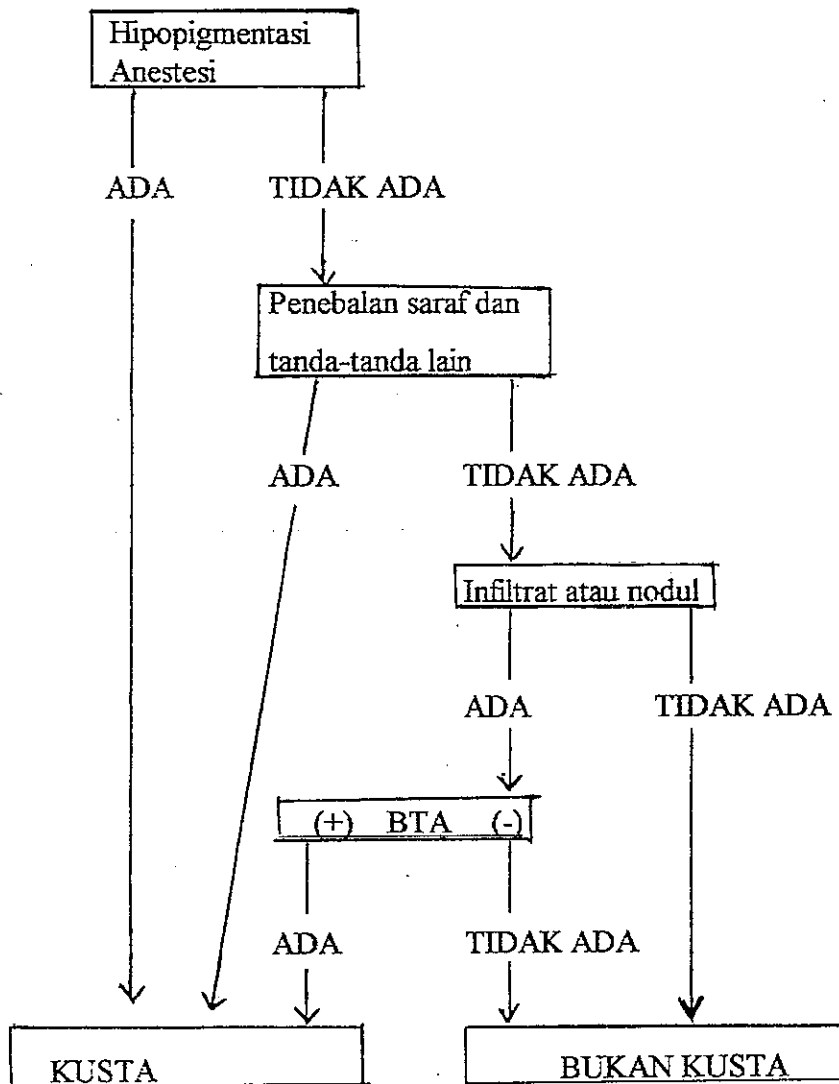 Hipopigmentasi
Anestesi
ADA TIDAK ADA
Penebalan saraf dan
tanda-tanda lain
ADA TIDAK ADA
Infiltrat atau nodul
ADA TIDAK ADA
(+) BTA (-)
ADA TIDAK ADA
KUSTA BUKAN KUSTA